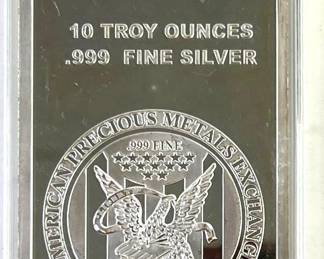 10 TROY OUNCES
.999 FINE SILVER
AMERICAN PRECIOUS METALS EXCHANGE
.999 FINE